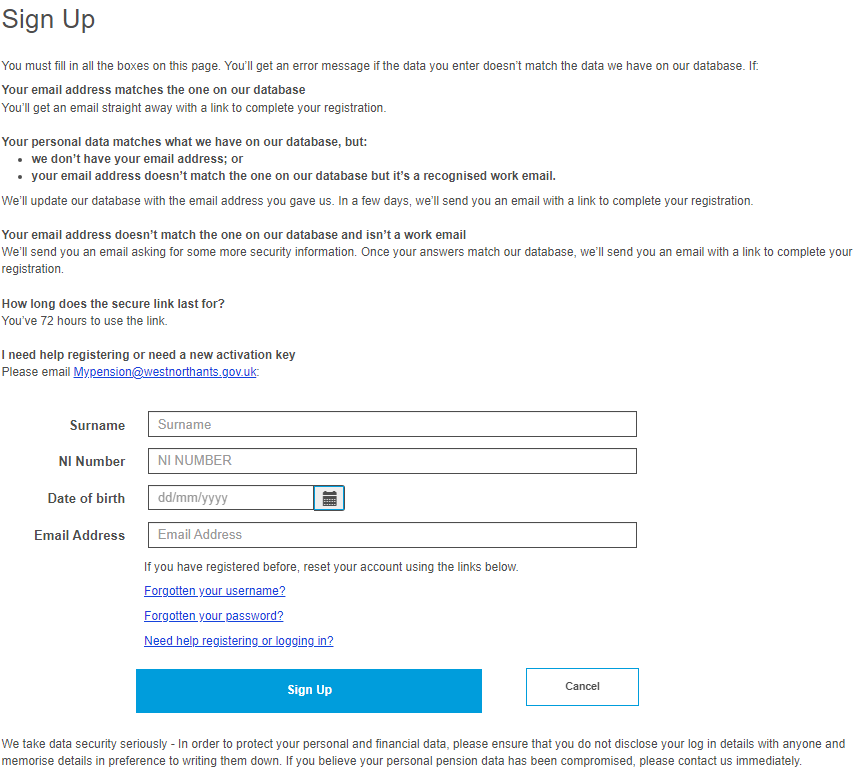 Sign Up
You must fill in all the boxes on this page. You'll get an error message if the data you enter doesn't match the data we have on our database. If:
Your email address matches the one on our database
You'll get an email straight away with a link to complete your registration.
Your personal data matches what we have on our database, but:
• we don't have your email address; or
• your email address doesn't match the one on our database but it's a recognised work email.
We'll update our database with the email address you gave us. In a few days, we'll send you an email with a link to complete your registration.
Your email address doesn't match the one on our database and isn't a work email
We'll send you an email asking for some more security information. Once your answers match our database, we'll send you an email with a link to complete your
registration.
How long does the secure link last for?
You've 72 hours to use the link.
I need help registering or need a new activation key
Please email Mypension@westnorthants.gov.uk:
Surname Surname
NI Number NI NUMBER
Date of birth dd/mm/yyyy
Email Address Email Address
If you have registered before, reset your account using the links below.
Forgotten your username?
Forgotten your password?
Need help registering or logging in?
Sign Up Cancel
We take data security seriously - In order to protect your personal and financial data, please ensure that you do not disclose your log in details with anyone and
memorise details in preference to writing them down. If you believe your personal pension data has been compromised, please contact us immediately.